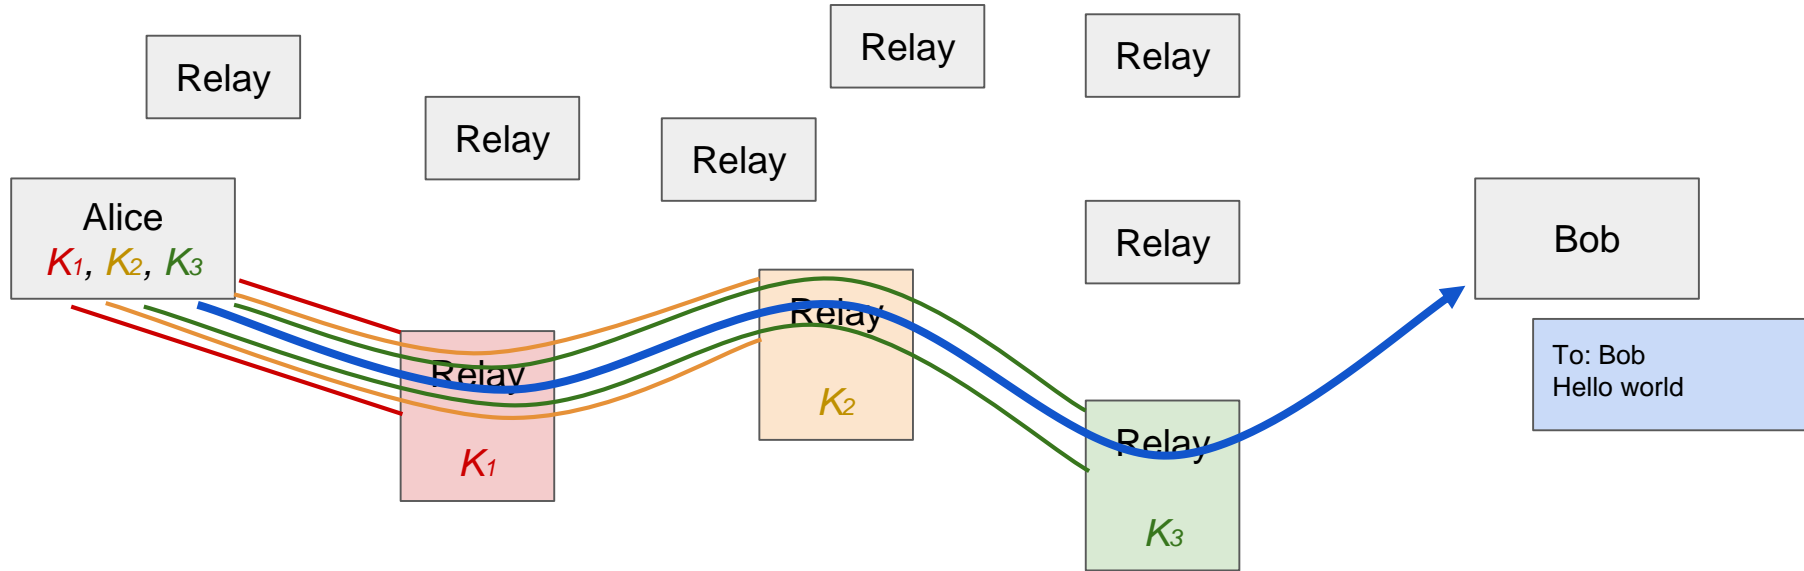 Relay
Relay
Relay
Relay
Relay
Alice
K1, K2, K3
Relay
Bob
Relay
K1
Relay
K2
Relay
K3
To: Bob
Hello world